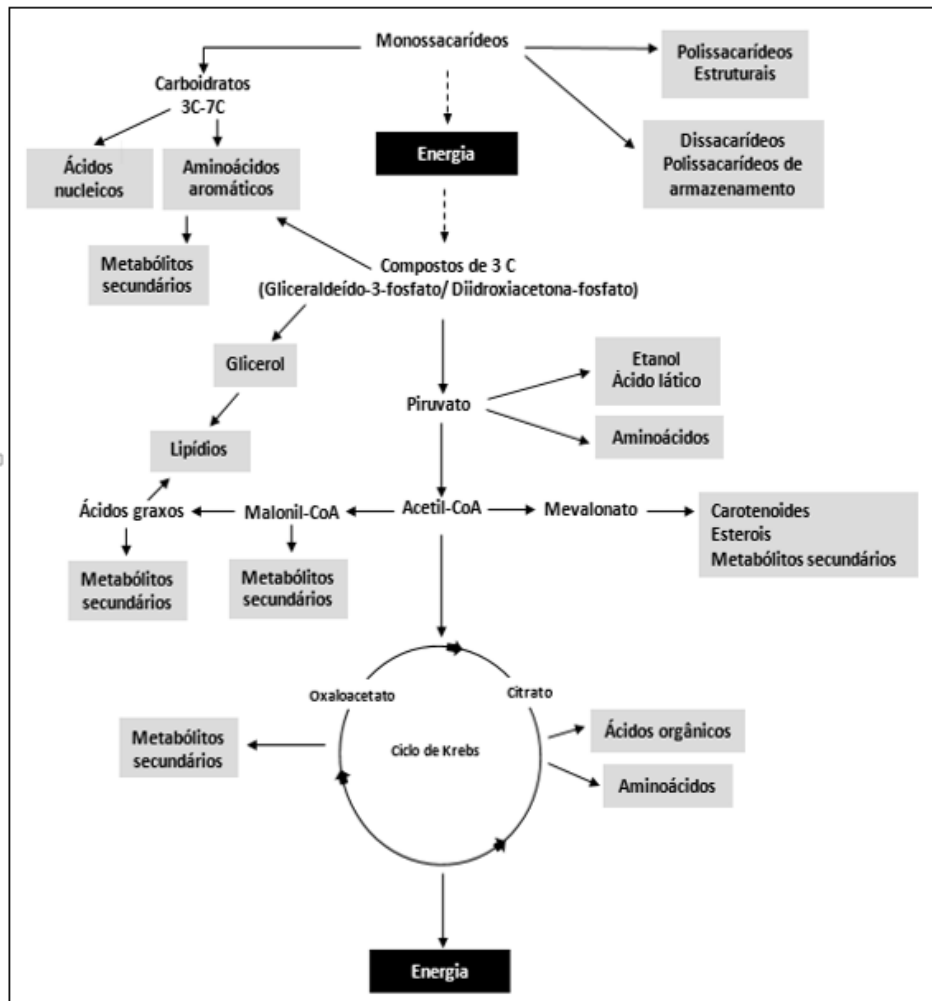 Monossacarídeos
Polissacarídeos
Estruturais
Carboidratos
3C-7C
Energia
Dissacarídeos
Polissacarídeos de
armazenamento
Ácidos
nucleicos
Aminoácidos
aromáticos
Metabólitos
secundários
Compostos de 3 C
(Gliceraldeído-3-fosfato/ Diidroxiacetona-fosfato)
Glicerol
Etanol
Ácido lático
Piruvato
Aminoácidos
Lipídios
Ácidos graxos
Malonil-CoA
Acetil-CoA
Mevalonato
Carotenoides
Esterois
Metabólitos secundários
Metabólitos
secundários
Metabólitos
secundários
Oxaloacetato
Citrato
Metabólitos
secundários
Ciclo de Krebs
Ácidos orgânicos
Aminoácidos
Energia